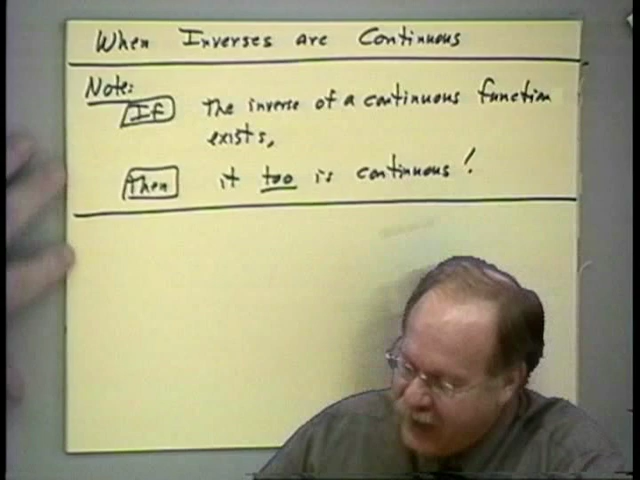 When Inverses are Continuous
Note:
If The inverse of a continuous function
exists,
Then it too is continuous!